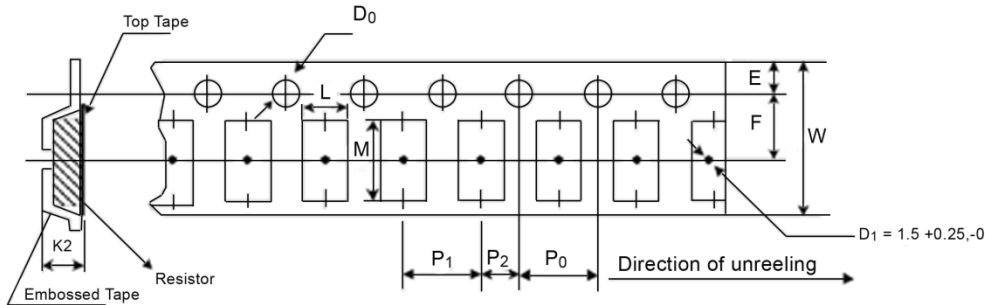 Top Tape
D0
L
E
F
W
M
K2
P1
P2
P0
D1 = 1.5 +0.25,-0
Direction of unreeling
Resistor
Embossed Tape